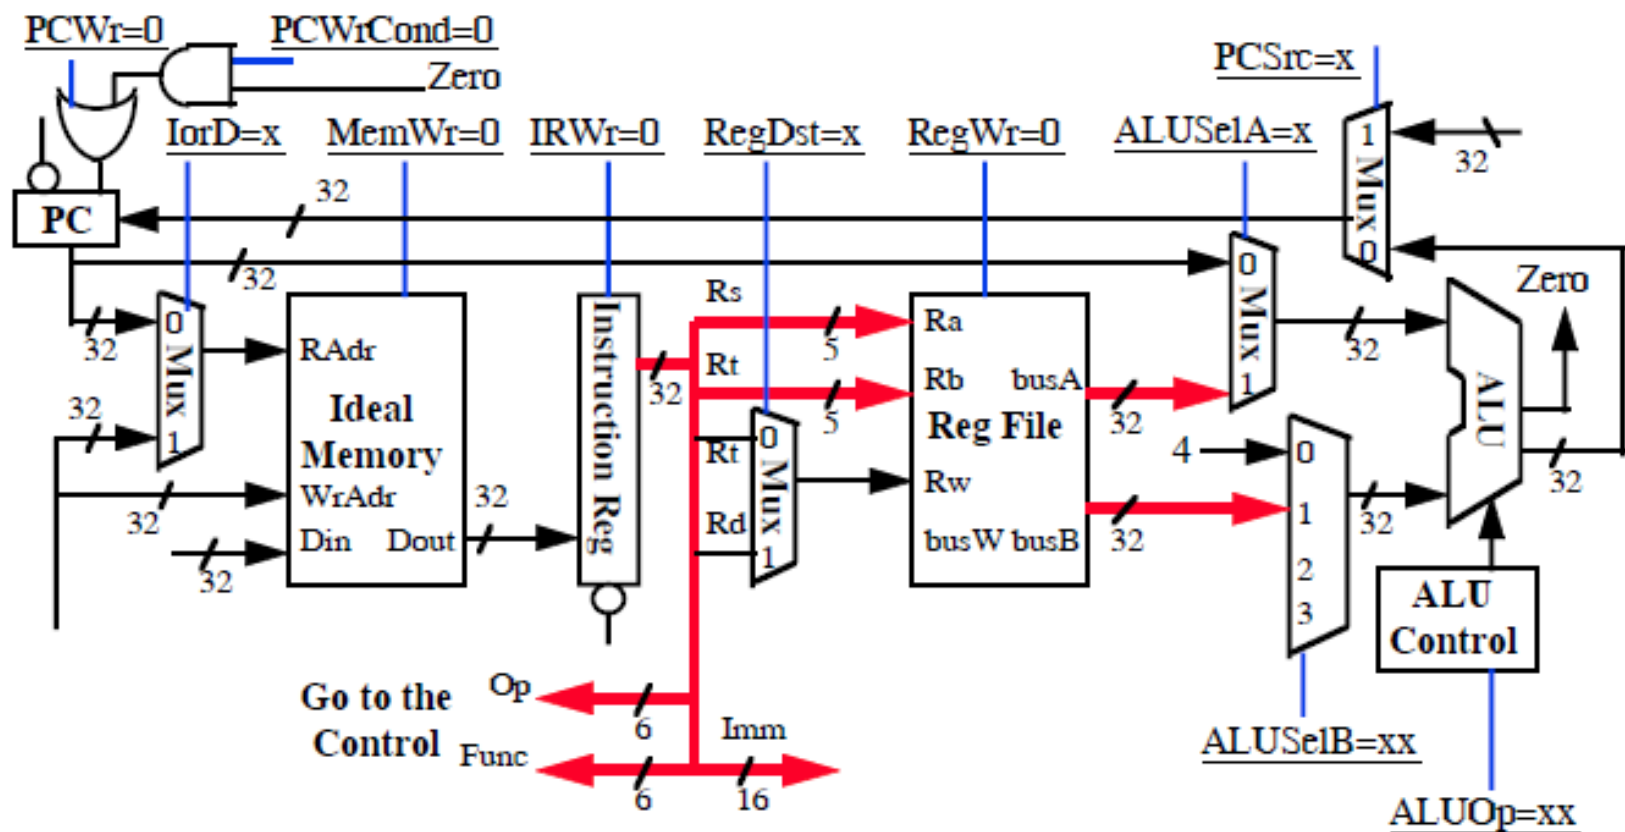 PCWr=0 PCWrCond=0
Zero
PCSrc=x
IorD=x MemWr=0 IRWr=0 RegDst=x RegWr=0 ALUSelA=x
1 Mux 0
32
32
PC
32
0 Mux 1
32
32
RAdr
Ideal
Memory
WrAdr
32
Din Dout
32
32
Instruction Reg
32
Rs
5
Rt
5
Rt
Rd
0 Mux 1
Ra
Rb busA
Reg File
Rw
busW busB
32
32
0 Mux 1
32
4
0
1
2
3
32
Zero
ALU
32
ALU
Control
Go to the
Control
Op
6
Func
6
Imm
16
ALUSelB=xx
ALUOp=xx